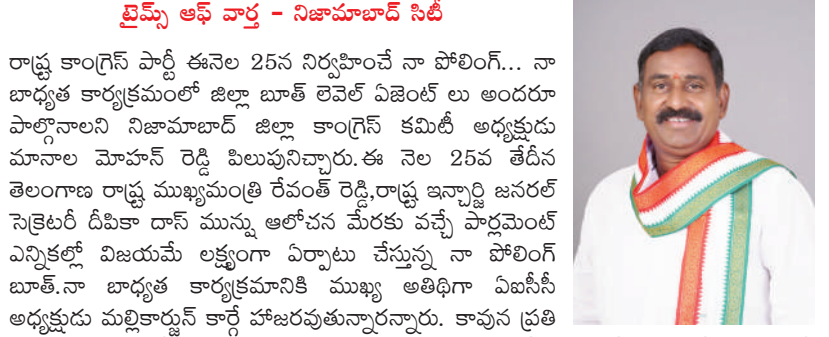 టైమ్స్ ఆఫ్ వార్త - నిజామాబాద్ సిటీ
రాష్ట్ర కాంగ్రెస్ పార్టీ ఈనెల 25న నిర్వహించే నా పోలింగ్... నా
బాధ్యత కార్యక్రమంలో జిల్లా బూత్ లెవెల్ ఏజెంట్ లు అందరూ
పాల్గొనాలని నిజామాబాద్ జిల్లా కాంగ్రెస్ కమిటీ అధ్యక్షుడు
మానాల మోహన్ రెడ్డి పిలుపునిచ్చారు.ఈ నెల 25వ తేదీన
తెలంగాణ రాష్ట్ర ముఖ్యమంత్రి రేవంత్ రెడ్డి,రాష్ట్ర ఇన్చార్జి జనరల్
సెక్రెటరీ దీపికా దాస్ మున్షు ఆలోచన మేరకు వచ్చే పార్లమెంట్
ఎన్నికల్లో విజయమే లక్ష్యంగా ఏర్పాటు చేస్తున్న నా పోలింగ్
బూత్.నా బాధ్యత కార్యక్రమానికి ముఖ్య అతిథిగా ఏఐసీసీ
అధ్యక్షుడు మల్లికార్జున్ కార్గే హాజరవుతున్నారన్నారు. కావున ప్రతి